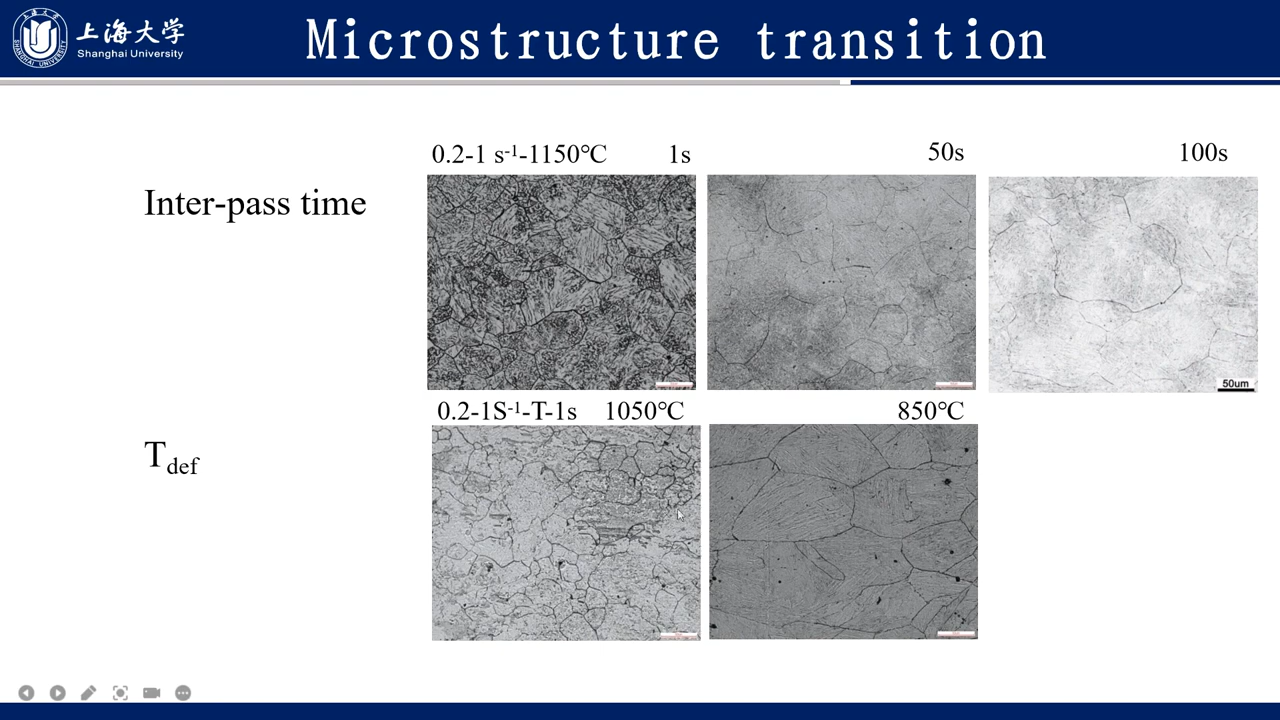 上海大学
Shanghai University
Microstructure transition
0.2-1 s-1-1150℃ 1s 50s 100s
Inter-pass time
50um
0.2-1S-1-T-1s 1050℃ 850℃
Tdef